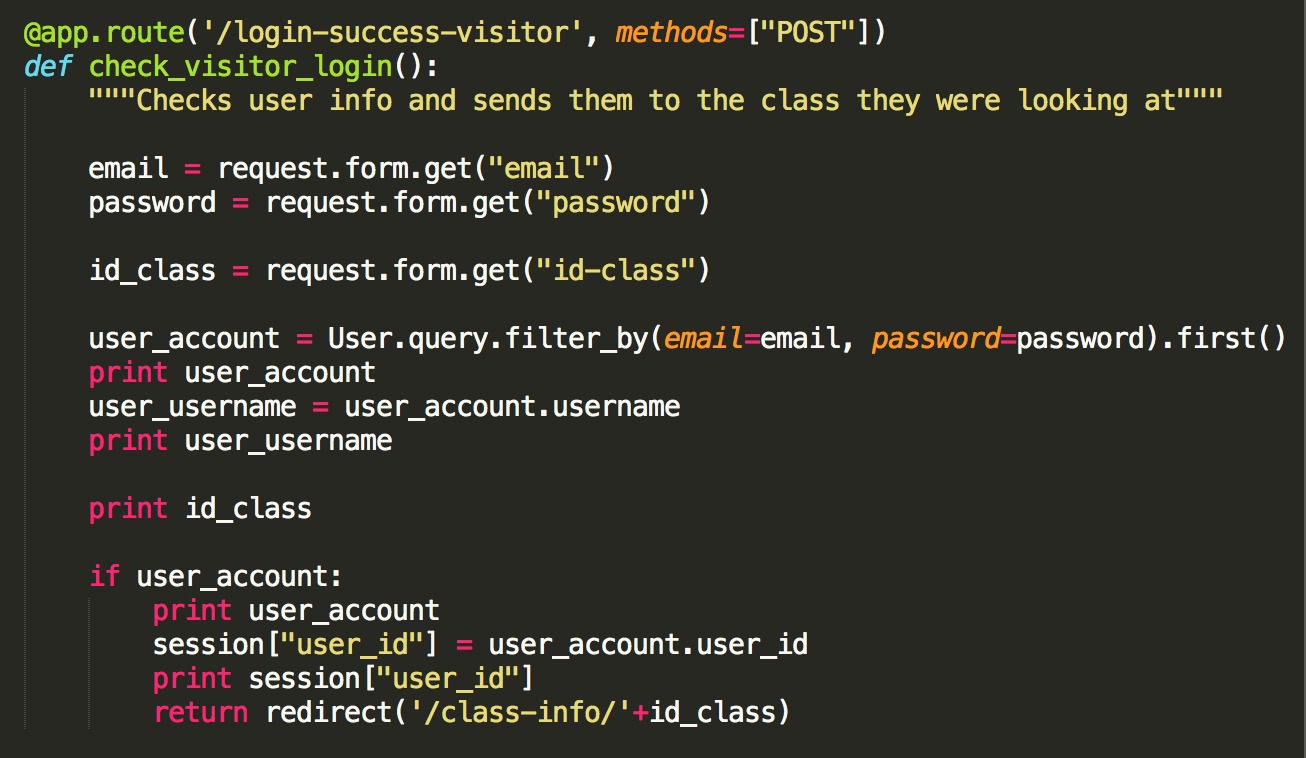 @app.route('/login-success-visitor', methods=["POST"])
def check_visitor_login():
    """Checks user info and sends them to the class they were looking at"""

    email = request.form.get("email")
    password = request.form.get("password")

    id_class = request.form.get("id-class")

    user_account = User.query.filter_by(email=email, password=password).first()
    print user_account
    user_username = user_account.username
    print user_username

    print id_class

    if user_account:
        print user_account
        session["user_id"] = user_account.user_id
        print session["user_id"]
        return redirect('/class-info/'+id_class)